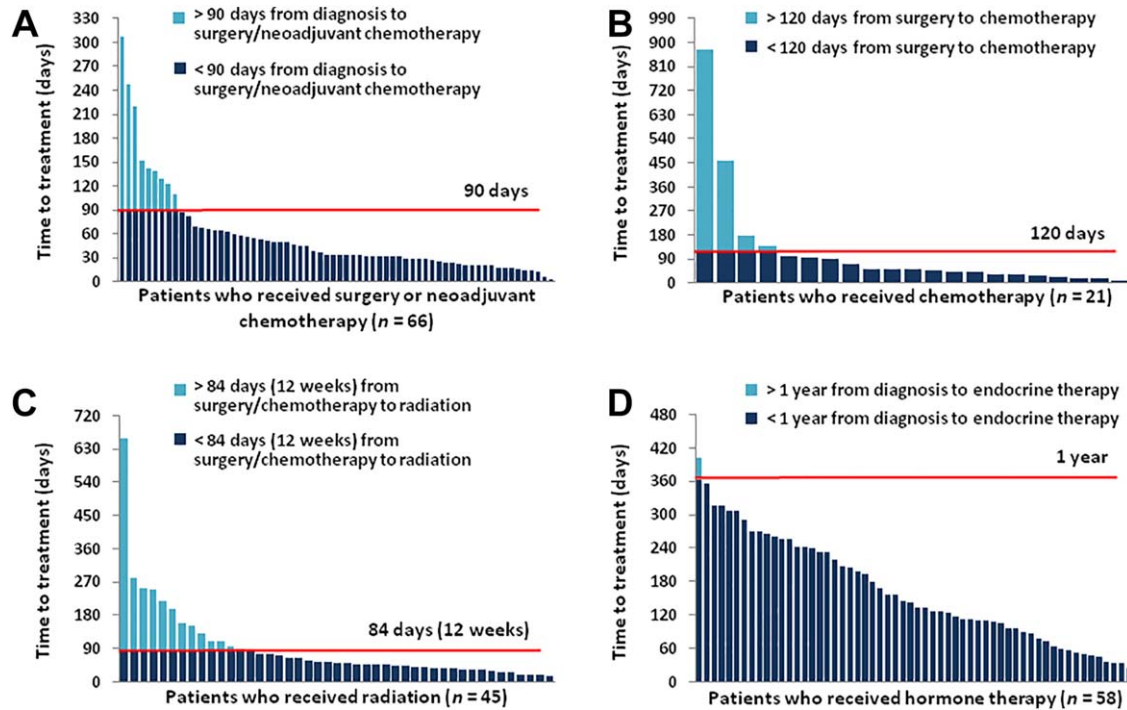 A
Time to treatment (days)
330
300
270
240
210
180
150
120
90
60
30
0
> 90 days from diagnosis to
surgery/neoadjuvant chemotherapy
< 90 days from diagnosis to
surgery/neoadjuvant chemotherapy
90 days
Patients who received surgery or neoadjuvant
chemotherapy (n = 66)
B
Time to treatment (days)
990
900
810
720
630
540
450
360
270
180
90
0
> 120 days from surgery to chemotherapy
< 120 days from surgery to chemotherapy
120 days
Patients who received chemotherapy (n = 21)
C
Time to treatment (days)
720
630
540
450
360
270
180
90
0
> 84 days (12 weeks) from
surgery/chemotherapy to radiation
< 84 days (12 weeks) from
surgery/chemotherapy to radiation
84 days (12 weeks)
Patients who received radiation (n = 45)
D
Time to treatment (days)
480
420
360
300
240
180
120
60
0
> 1 year from diagnosis to endocrine therapy
< 1 year from diagnosis to endocrine therapy
1 year
Patients who received hormone therapy (n = 58)